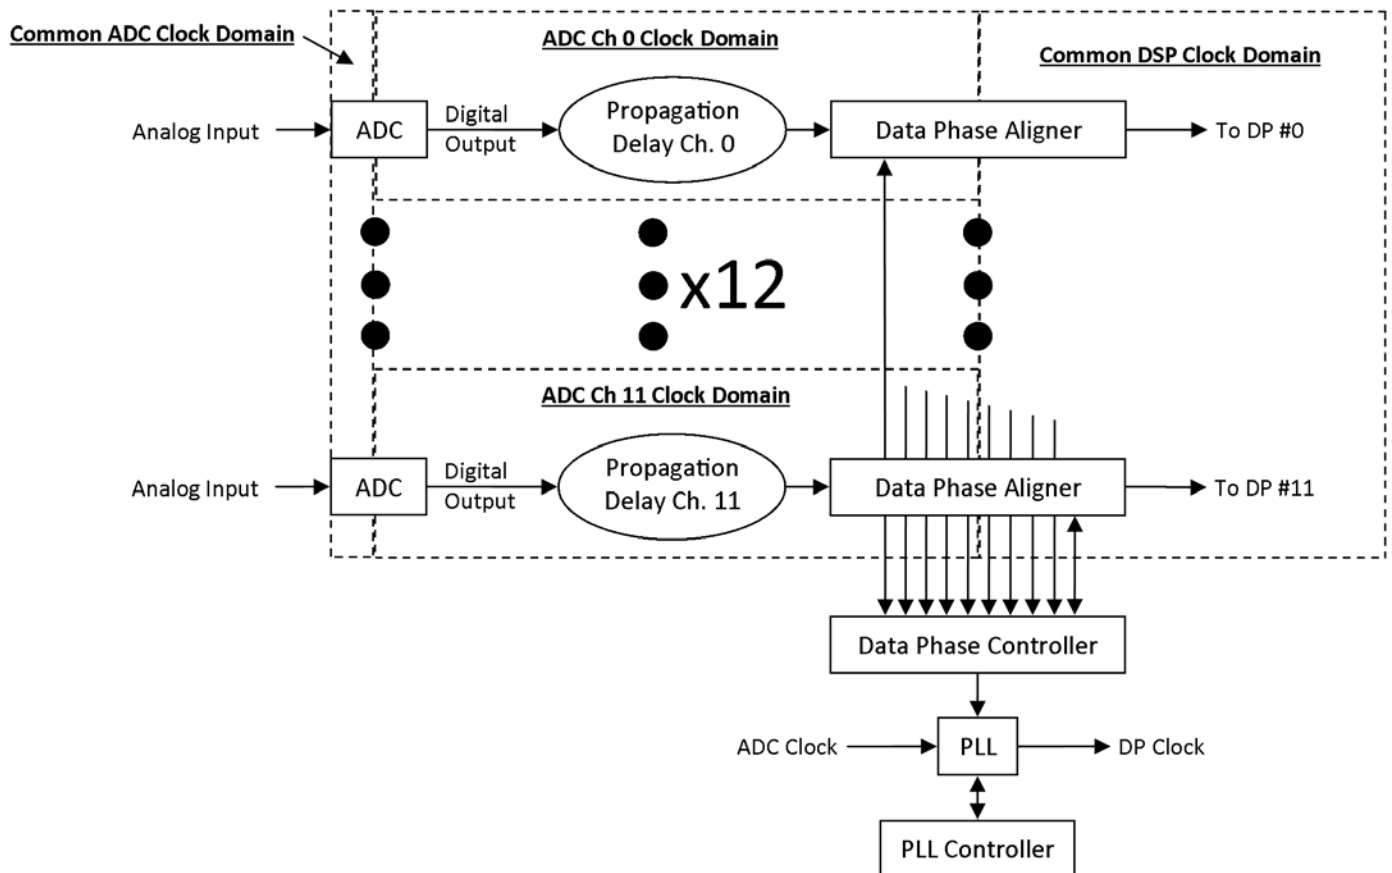 Common ADC Clock Domain
ADC Ch 0 Clock Domain
Common DSP Clock Domain
Analog Input
ADC
Digital
Output
Propagation
Delay Ch. 0
Data Phase Aligner
To DP #0
x12
ADC Ch 11 Clock Domain
Analog Input
ADC
Digital
Output
Propagation
Delay Ch. 11
Data Phase Aligner
To DP #11
Data Phase Controller
ADC Clock
PLL
DP Clock
PLL Controller